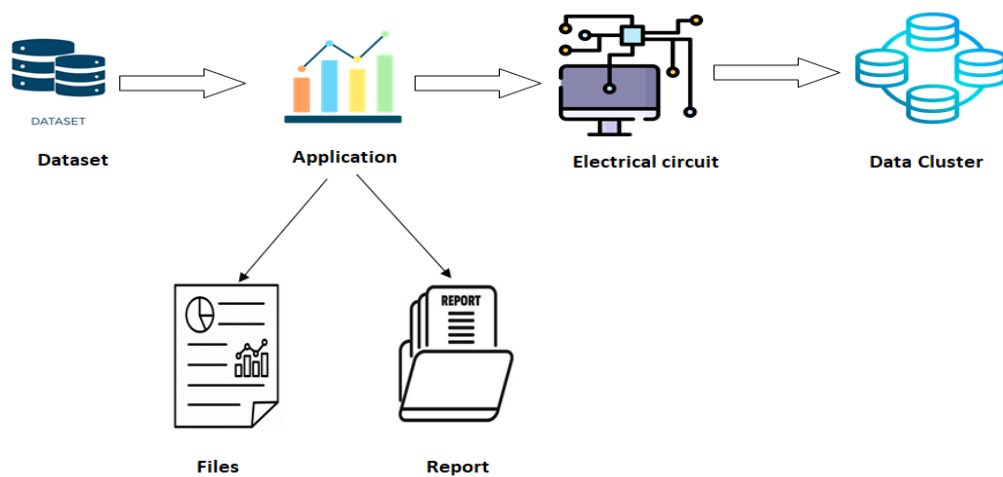 DATASET
Dataset
Application
Electrical circuit
Data Cluster
REPORT
Files
Report